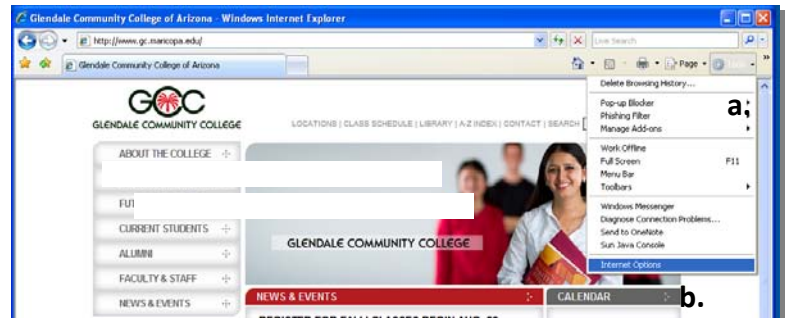 Glendale Community College of Arizona - Windows Internet Explorer
http://www.gc.maricopa.edu/
Live Search
Glendale Community College of Arizona
Page
Delete Browsing History...
Pop-up Blocker
a,
Phishing Filter
Manage Add-ons
Work Offline
Full Screen F11
Menu Bar
Toolbars
Windows Messenger
Diagnose Connection Problems...
Send to OneNote
Sun Java Console
Internet Options
GCC
GLENDALE COMMUNITY COLLEGE
LOCATIONS | CLASS SCHEDULE | LIBRARY | A-Z INDEX | CONTACT | SEARCH
ABOUT THE COLLEGE
CURRENT STUDENTS
ALUMNI
FACULTY & STAFF
NEWS & EVENTS
GLENDALE COMMUNITY COLLEGE
NEWS & EVENTS
CALENDAR
b.